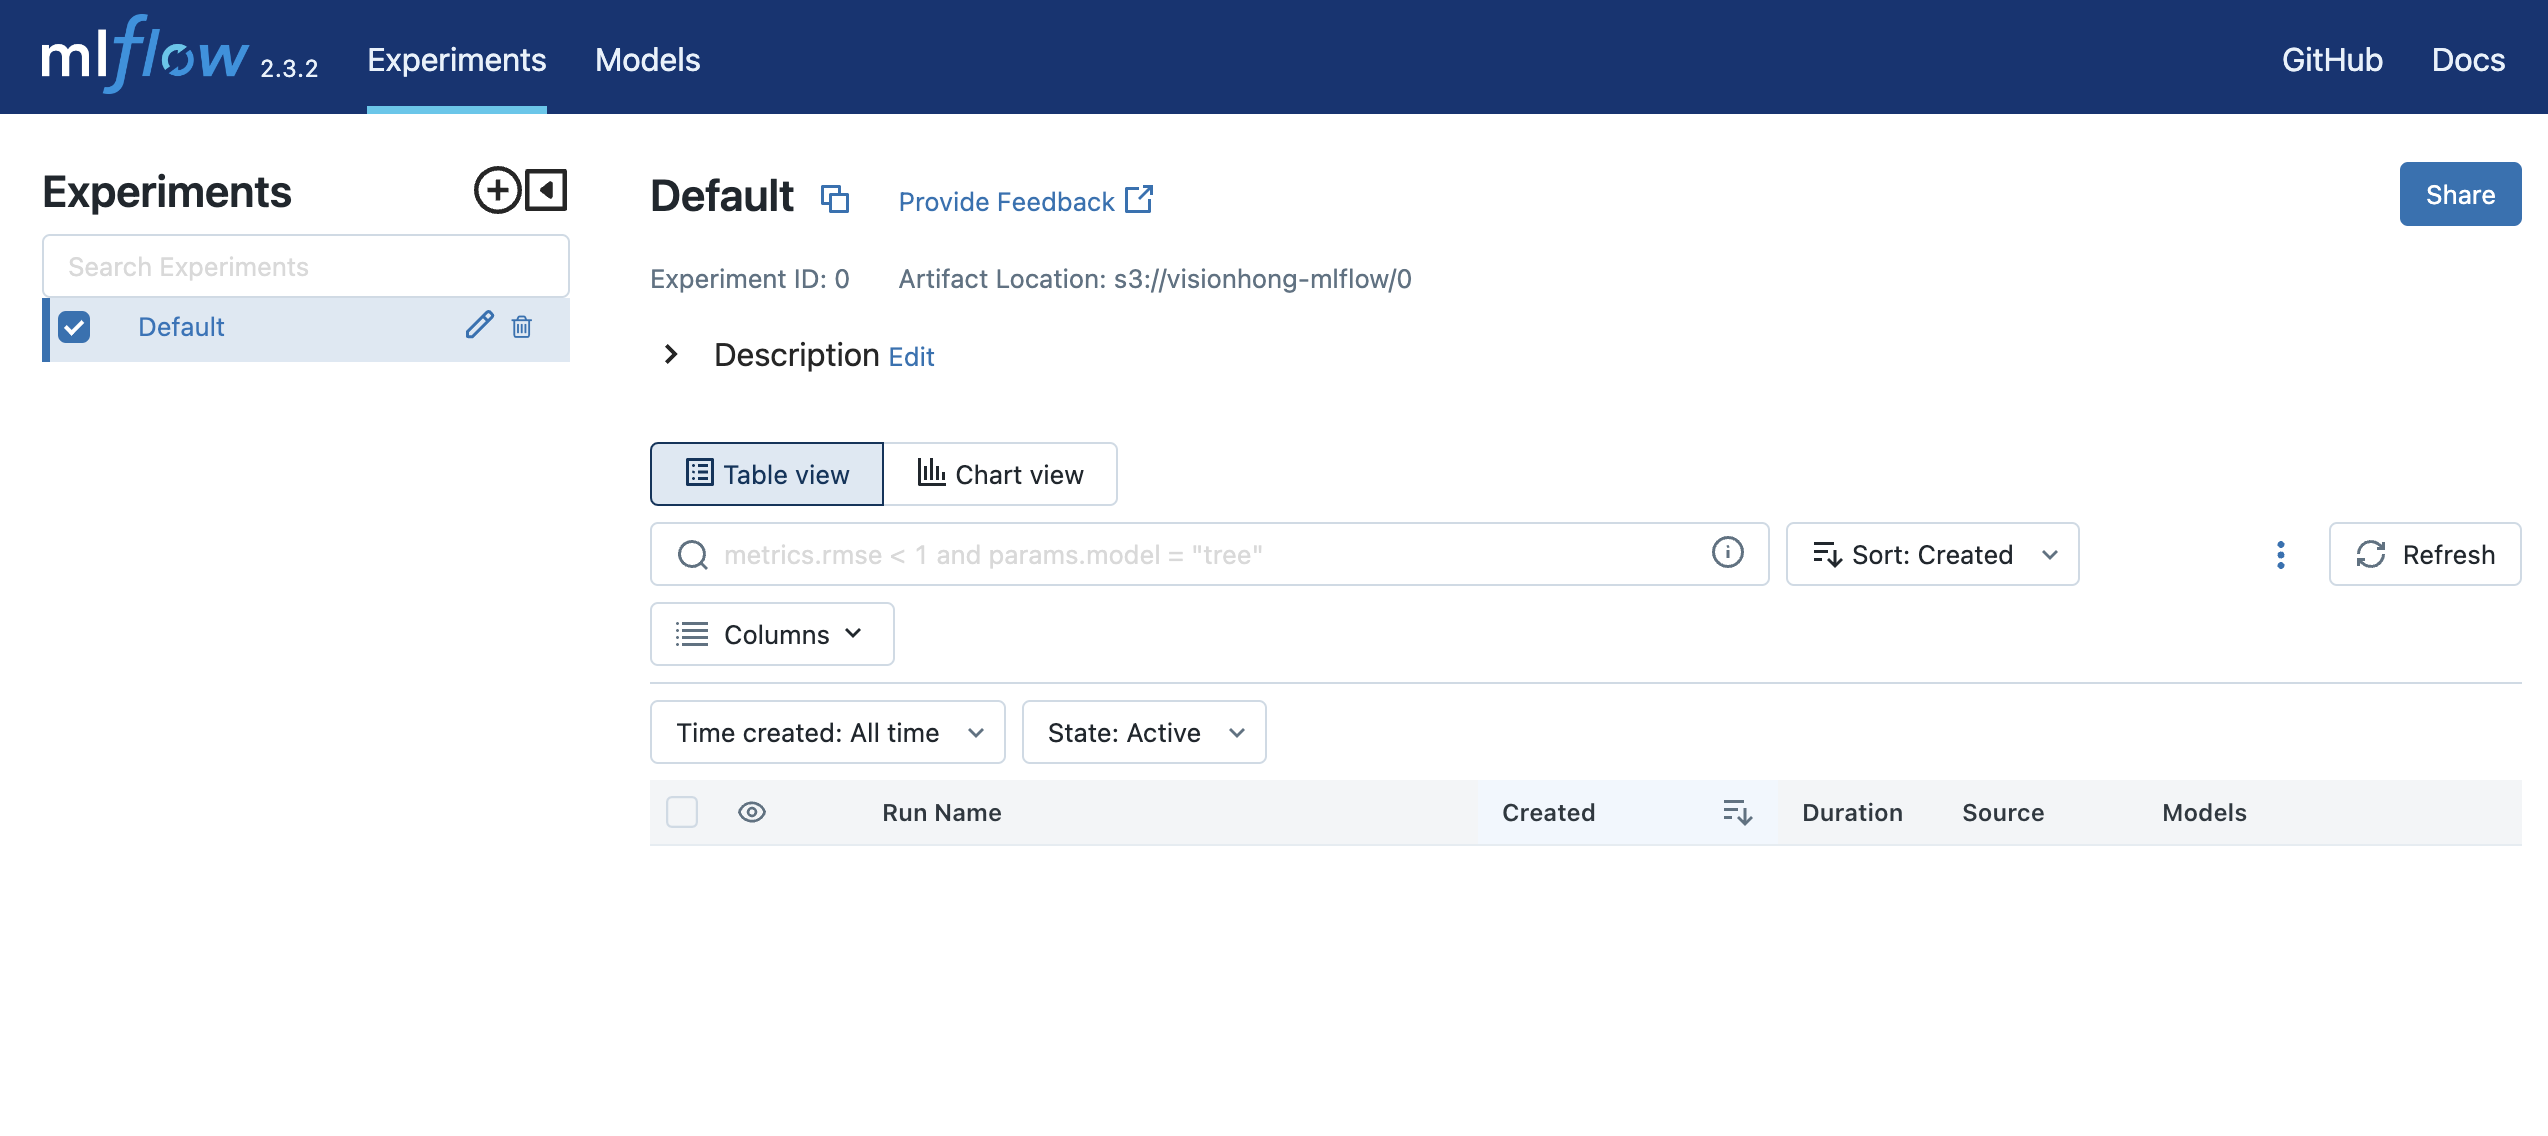 mlflow 2.3.2 Experiments Models GitHub Docs
Experiments
Search Experiments
Default
Default Provide Feedback Share
Experiment ID: 0 Artifact Location: s3://visionhong-mlflow/0
Description Edit
Table view Chart view
metrics.rmse < 1 and params.model = "tree" Sort: Created Refresh
Columns
Time created: All time State: Active
Run Name Created Duration Source Models